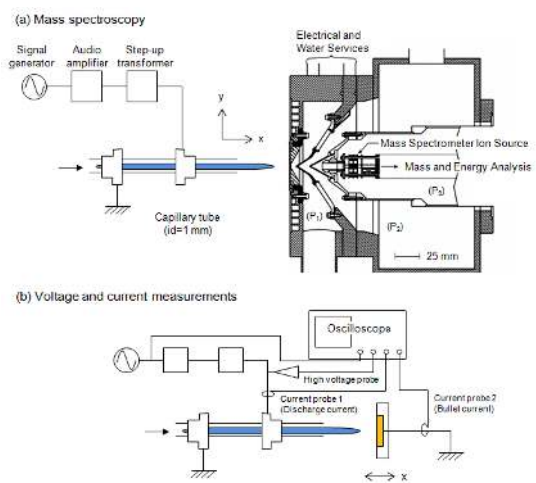 (a) Mass spectroscopy
Electrical and
Water Services
Signal
generator
Audio
amplifier
Step-up
transformer
y
x
Mass Spectrometer Ion Source
Mass and Energy Analysis
(P₃)
(P₁)
(P₂)
Capillary tube
(id=1 mm)
25 mm
(b) Voltage and current measurements
Oscilloscope
High voltage probe
Current probe 1
(Discharge current)
Current probe 2
(Bullet current)
x